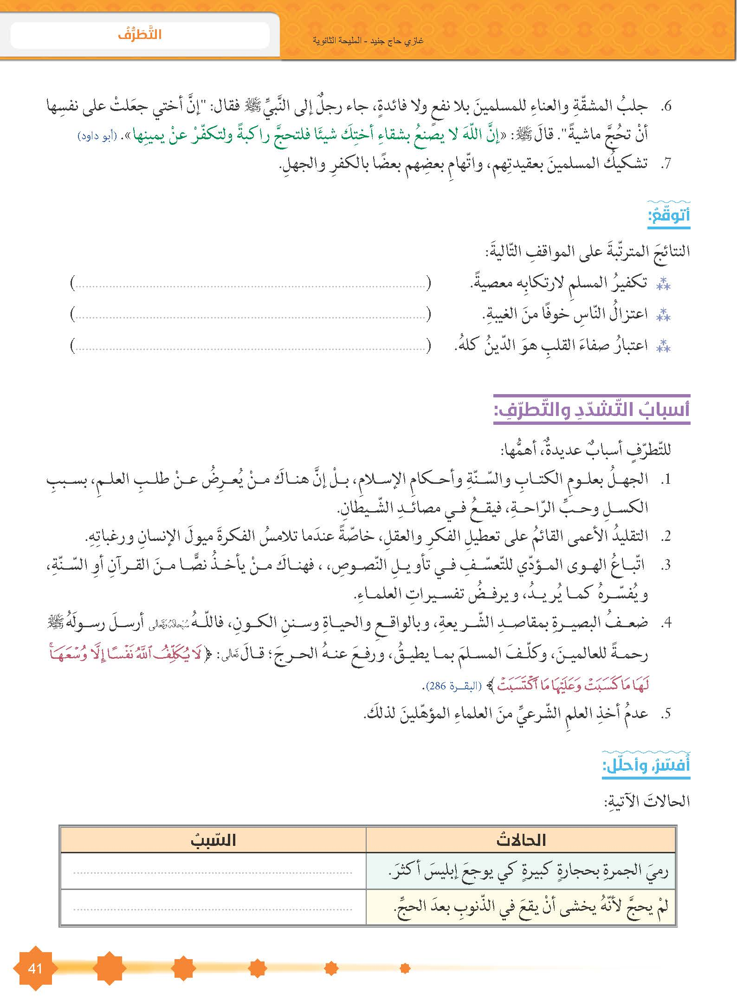 التَّطَرُّفُ
غازي حاج جنيد - المليحة الثانوية
6. جلبُ المشقّةِ والعناءِ للمسلمينَ بلا نفعٍ ولا فائدةٍ، جاء رجلٌ إلى النَّبيِّ ﷺ فقال: "إنَّ أختي جعَلتْ على نفسِها
أنْ تحُجَّ ماشيةً". قالَ ﷺ: «إنَّ اللّهَ لا يصنعُ بشقاءِ أختِكَ شيئَا فلتحجَّ راكبةً ولتكفّرْ عنْ يمينِها». (أبو داود)
7. تشكيكُ المسلمينَ بعقيدتِهم، واتّهامِ بعضِهم بعضًا بالكفرِ والجهلِ.
أتوقّعُ:
النتائجَ المترتّبةَ على المواقفِ التّاليةَ:
تكفيرُ المسلمِ لارتكابِه معصيةً. (..........................................................)
اعتزالُ النّاسِ خوفًا منَ الغيبةِ. (..........................................................)
اعتبارُ صفاءَ القلبِ هوَ الدّينُ كلهُ. (..........................................................)
أسبابُ التّشدّدِ والتّطرّفِ:
للتّطرّفِ أسبابٌ عديدةٌ، أهمُّها:
1. الجهلُ بعلومِ الكتابِ والسّنّةِ وأحكامِ الإسلامِ، بلْ إنَّ هناكَ منْ يُعرِضُ عنْ طلبِ العلمِ، بسببِ
الكسلِ وحبِّ الرّاحةِ، فيقعُ في مصائدِ الشّيطانِ.
2. التقليدُ الأعمى القائمُ على تعطيلِ الفكرِ والعقلِ، خاصّةً عندَما تلامسُ الفكرةَ ميولَ الإنسانِ ورغباتِهِ.
3. اتّباعُ الهوى المؤدّي للتّعسّفِ في تأويلِ النّصوصِ، ، فهناكَ منْ يأخذُ نصًّا منَ القرآنِ أوِ السّنّةِ،
ويُفسّرهُ كما يُريدُ، ويرفضُ تفسيراتِ العلماءِ.
4. ضعفُ البصيرةِ بمقاصدِ الشّريعةِ، وبالواقعِ والحياةِ وسننِ الكونِ، فاللّهُ سُبْحَانَهُ وَتَعَالَى أرسلَ رسولَهُ ﷺ
رحمةً للعالمينَ، وكلّفَ المسلمَ بما يطيقُ، ورفعَ عنهُ الحرجَ؛ قالَ تَعَالَى: ﴿لَا يُكَلِّفُ ٱللَّهُ نَفْسًا إِلَّا وُسْعَهَاۚ
لَهَا مَا كَسَبَتْ وَعَلَيْهَا مَا ٱكْتَسَبَتْ﴾ (البقرة 286).
5. عدمُ أخذِ العلمِ الشّرعيِّ منَ العلماءِ المؤهّلينَ لذلكَ.
أُفسّرُ، وأحلّل:
الحالاتَ الآتيةِ:
الحالاتُ السّببُ
رميَ الجمرةِ بحجارةٍ كبيرةٍ كي يوجعَ إبليسَ أكثرَ. ..........................................................
لمْ يحجَّ لأنّهُ يخشى أنْ يقعَ في الذّنوبِ بعدَ الحجِّ. ..........................................................
41